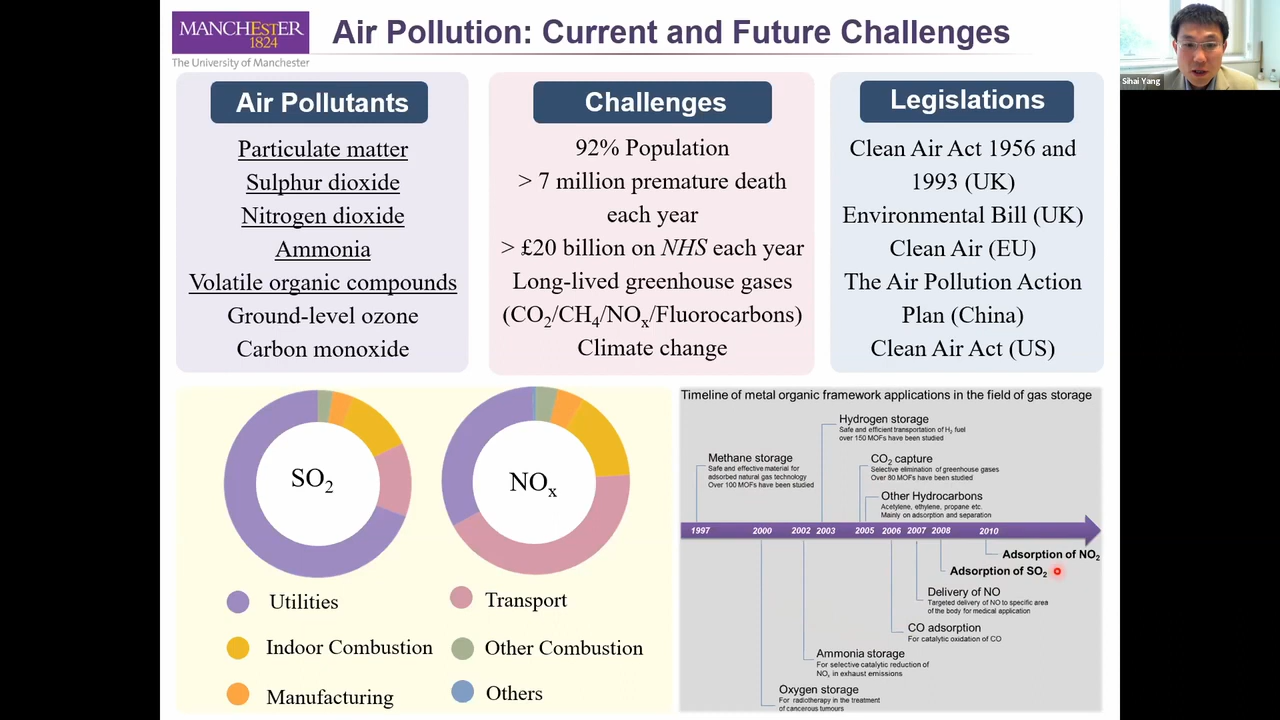 MANCHESTER
1824
The University of Manchester
Air Pollution: Current and Future Challenges
Sihai Yang
Air Pollutants
Particulate matter
Sulphur dioxide
Nitrogen dioxide
Ammonia
Volatile organic compounds
Ground-level ozone
Carbon monoxide
Challenges
92% Population
> 7 million premature death
each year
> £20 billion on NHS each year
Long-lived greenhouse gases
(CO₂/CH₄/NOₓ/Fluorocarbons)
Climate change
Legislations
Clean Air Act 1956 and
1993 (UK)
Environmental Bill (UK)
Clean Air (EU)
The Air Pollution Action
Plan (China)
Clean Air Act (US)
SO₂
NOₓ
Utilities
Transport
Indoor Combustion
Other Combustion
Manufacturing
Others
Timeline of metal organic framework applications in the field of gas storage
Hydrogen storage
Safe and efficient transportation of H₂ fuel
over 150 MOFs have been studied
Methane storage
Safe and effective material for
adsorbed natural gas technology
Over 100 MOFs have been studied
CO₂ capture
Selective elimination of greenhouse gases
Over 80 MOFs have been studied
Other Hydrocarbons
Acetylene, ethylene, propane etc.
Mainly on adsorption and separation
1997 2000 2002 2003 2005 2006 2007 2008 2010
Adsorption of NO₂
Adsorption of SO₂
Delivery of NO
Targeted delivery of NO to specific area
of the body for medical application
CO adsorption
For catalytic oxidation of CO
Ammonia storage
For selective catalytic reduction of
NOₓ in exhaust emissions
Oxygen storage
For radiotherapy in the treatment
of cancerous tumours